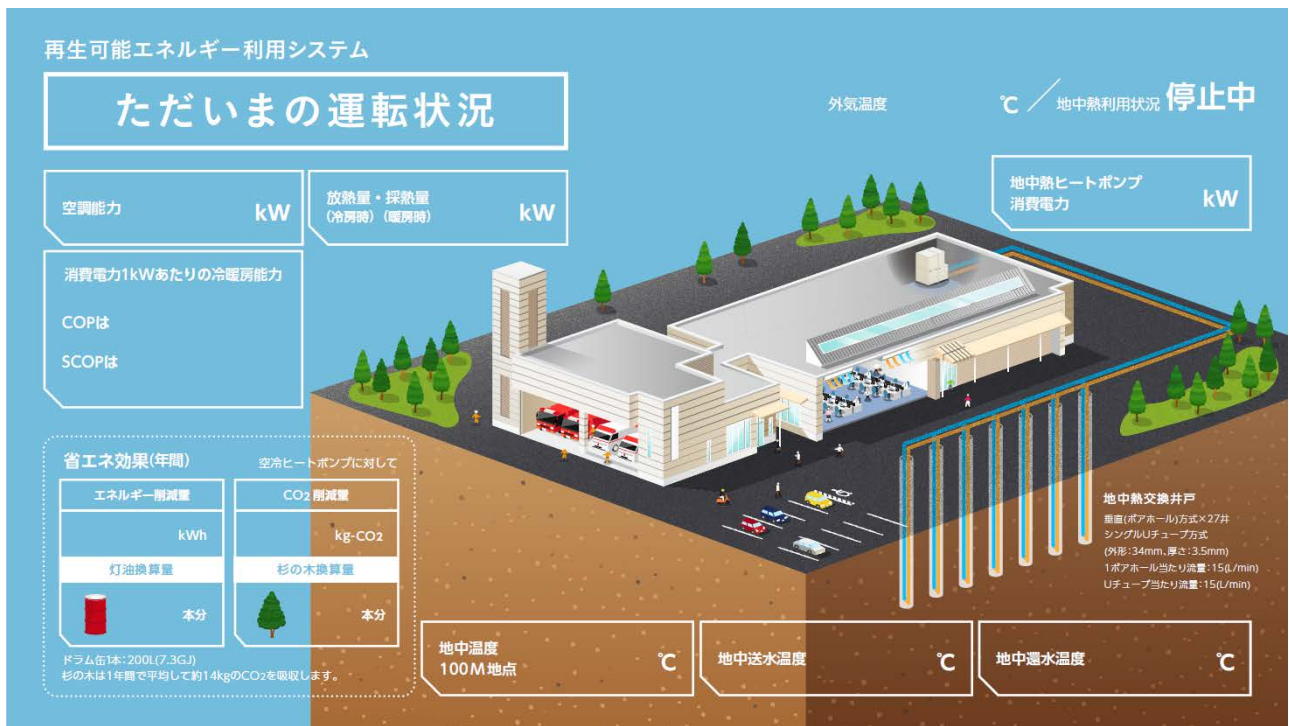 再生可能エネルギー利用システム
ただいまの運転状況
外気温度 ℃ / 地中熱利用状況 停止中
空調能力 kW
放熱量・採熱量
(冷房時)(暖房時) kW
地中熱ヒートポンプ
消費電力 kW
消費電力1kWあたりの冷暖房能力
COPは
SCOPは
省エネ効果(年間) 空冷ヒートポンプに対して
エネルギー削減量
kWh
灯油換算量
本分
CO2 削減量
kg-CO2
杉の木換算量
本分
ドラム缶1本:200L(7.3GJ)
杉の木は1年間で平均して約14kgのCO2を吸収します。
地中熱交換井戸
垂直(ボアホール)方式×27井
シングルUチューブ方式
(外形:34mm、厚さ:3.5mm)
1ボアホール当たり流量:15(L/min)
Uチューブ当たり流量:15(L/min)
地中温度
100M地点 ℃
地中送水温度 ℃
地中還水温度 ℃